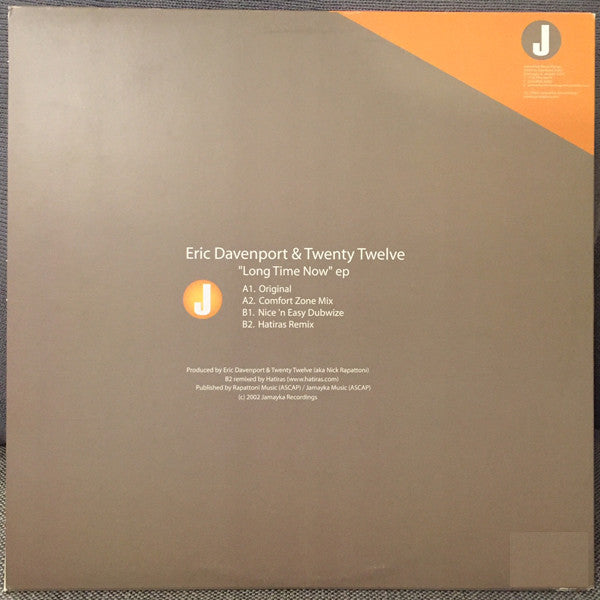 J
Eric Davenport & Twenty Twelve
"Long Time Now" ep
J
A1. Original
A2. Comfort Zone Mix
B1. Nice 'n Easy Dubwize
B2. Hatiras Remix
Produced by Eric Davenport & Twenty Twelve (aka Nick Rapattoni)
B2 remixed by Hatiras (www.hatiras.com)
Published by Rapattoni Music (ASCAP) / Jamayka Music (ASCAP)
(c) 2002 Jamayka Recordings